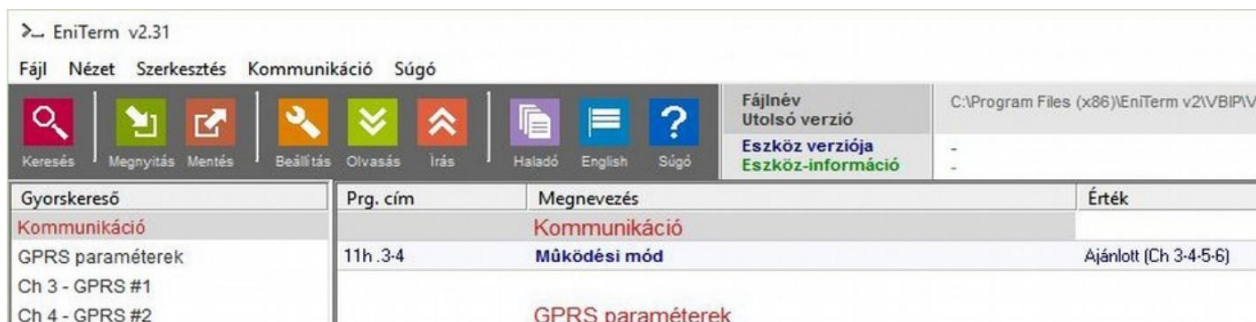 EniTerm v2.31
Fájl Nézet Szerkesztés Kommunikáció Súgó
Keresés Megnyitás Mentés Beállítás Olvasás Írás Haladó English Súgó
Fájlnév C:\Program Files (x86)\EniTerm v2\VBIP\V
Utolsó verzió
Eszköz verziója -
Eszköz-információ -
Gyorskereső Prg. cím Megnevezés Érték
Kommunikáció Kommunikáció
GPRS paraméterek 11h.3-4 Mûködési mód Ajánlott (Ch 3-4-5-6)
Ch 3 - GPRS #1
Ch 4 - GPRS #2 GPRS paraméterek